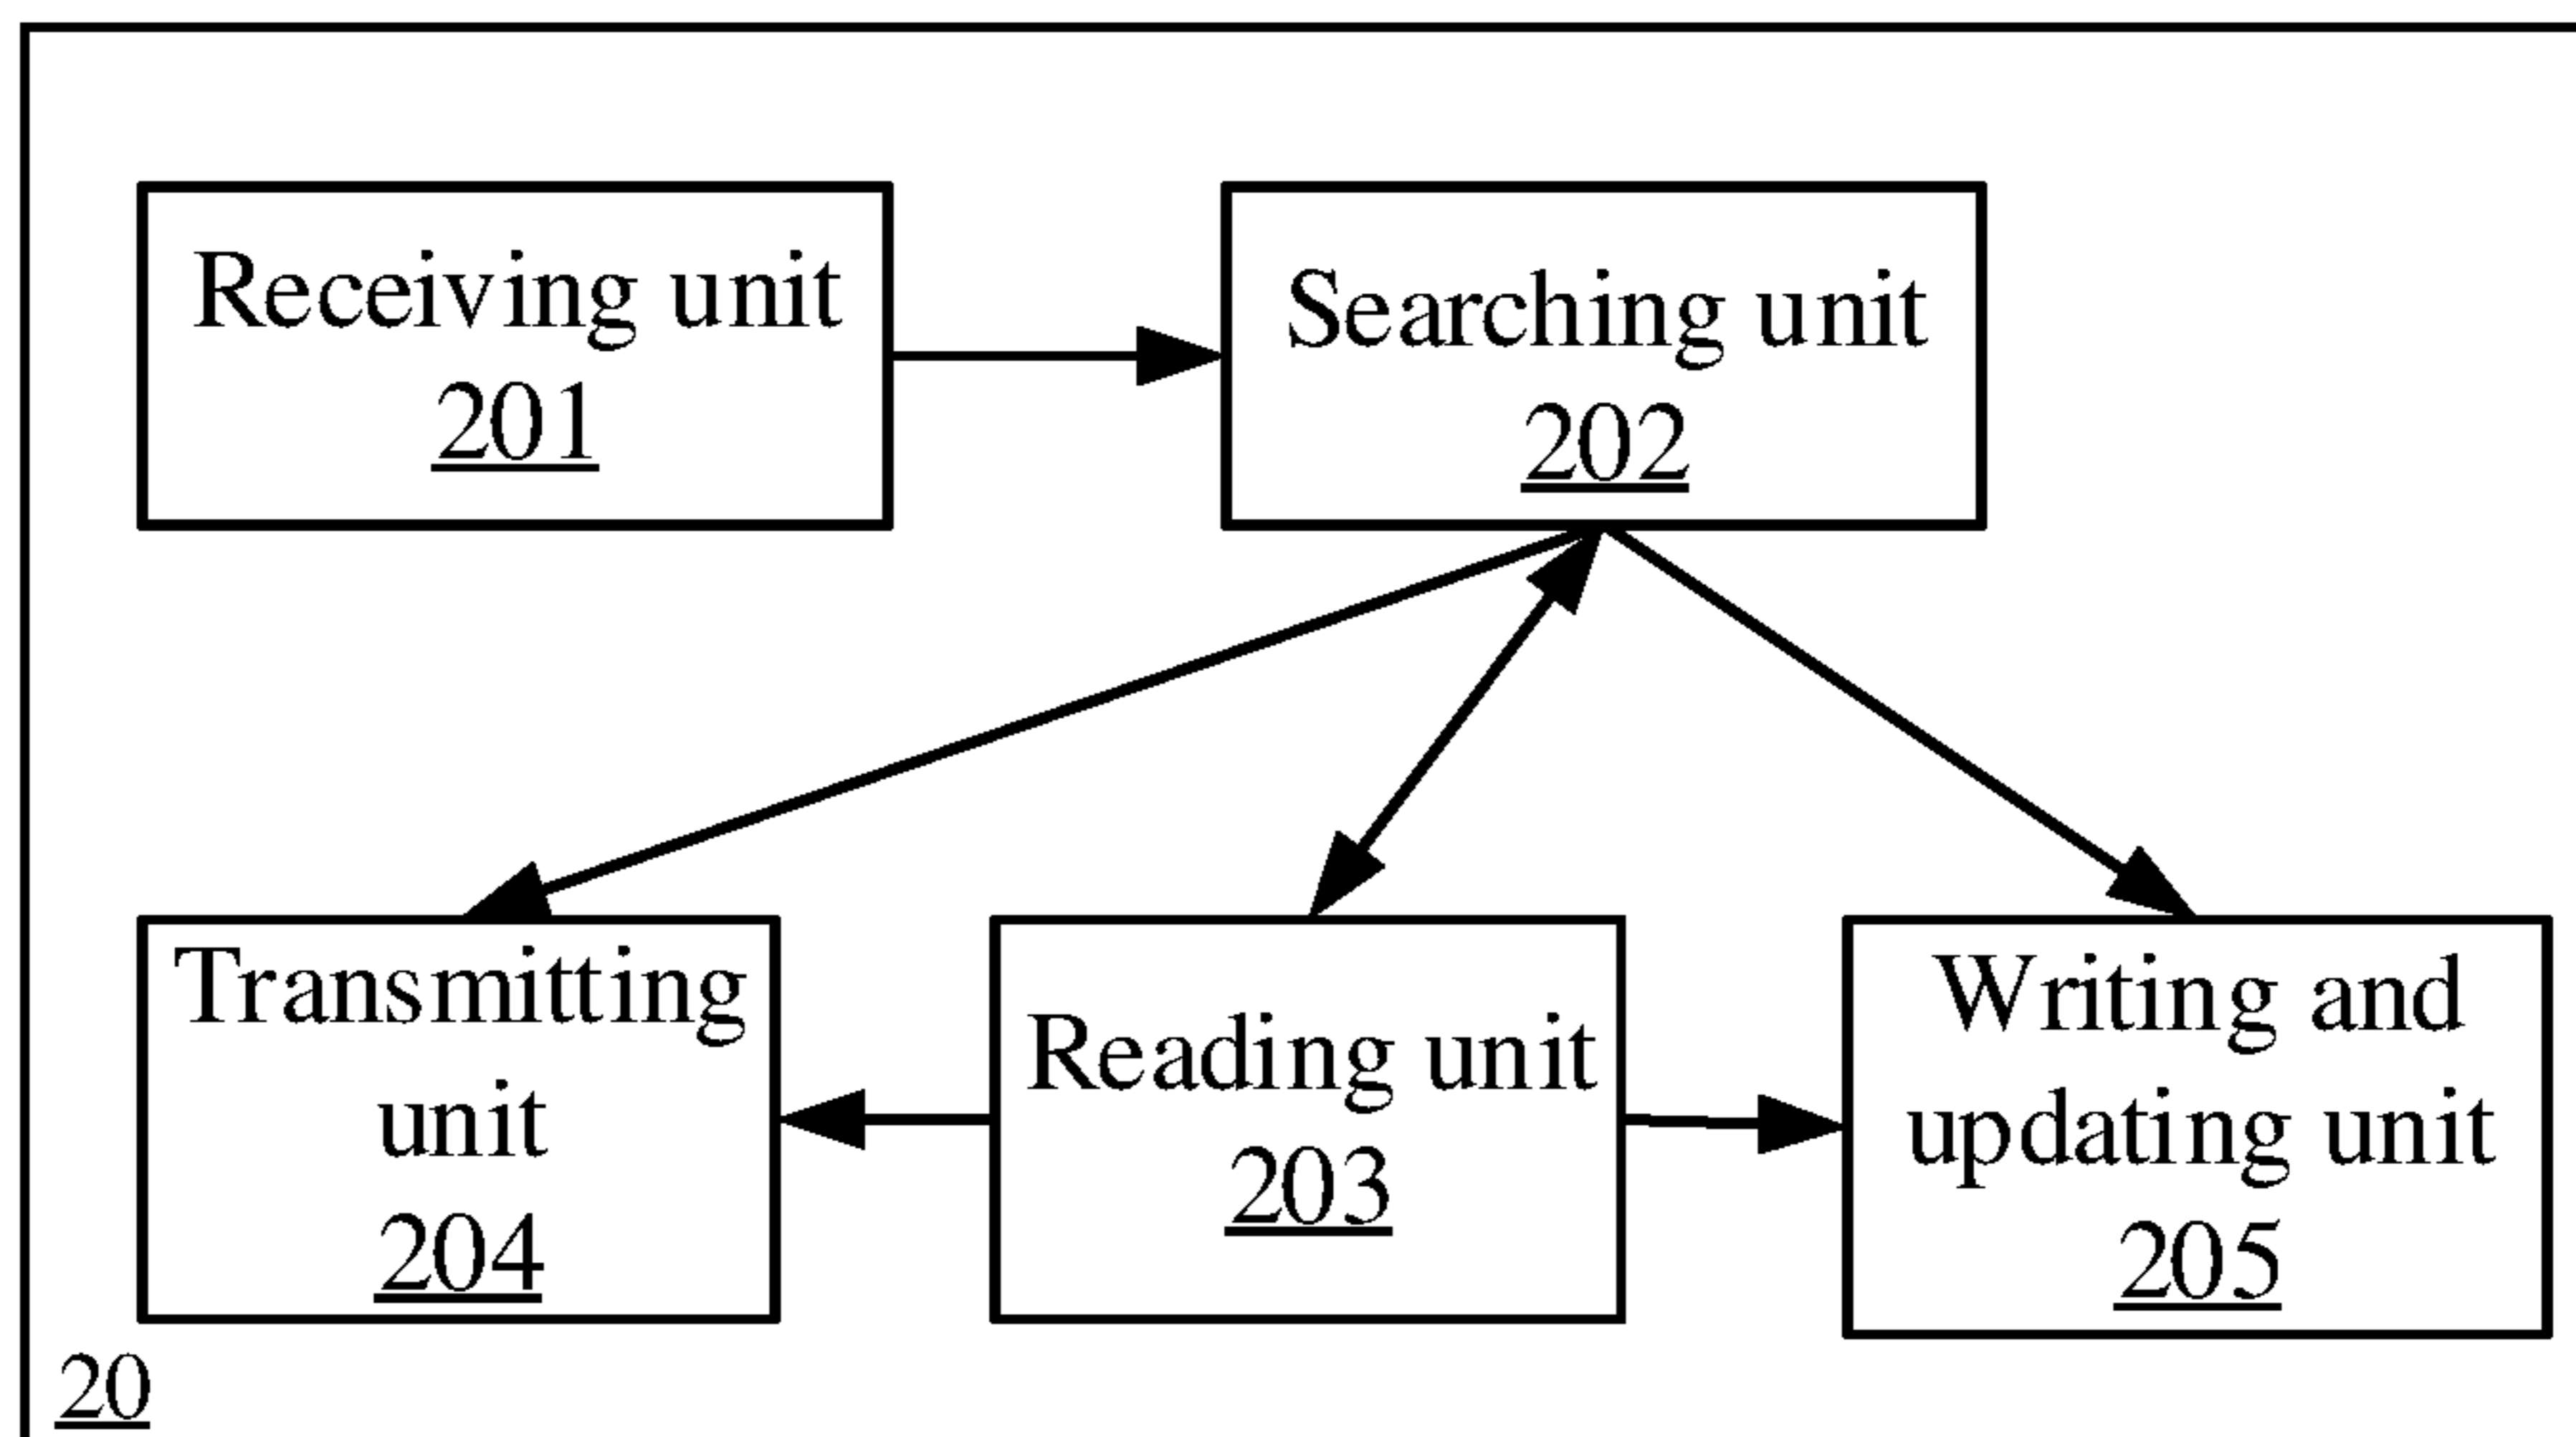 Receiving unit
201
Searching unit
202
Transmitting
unit
204
Reading unit
203
Writing and
updating unit
205
20